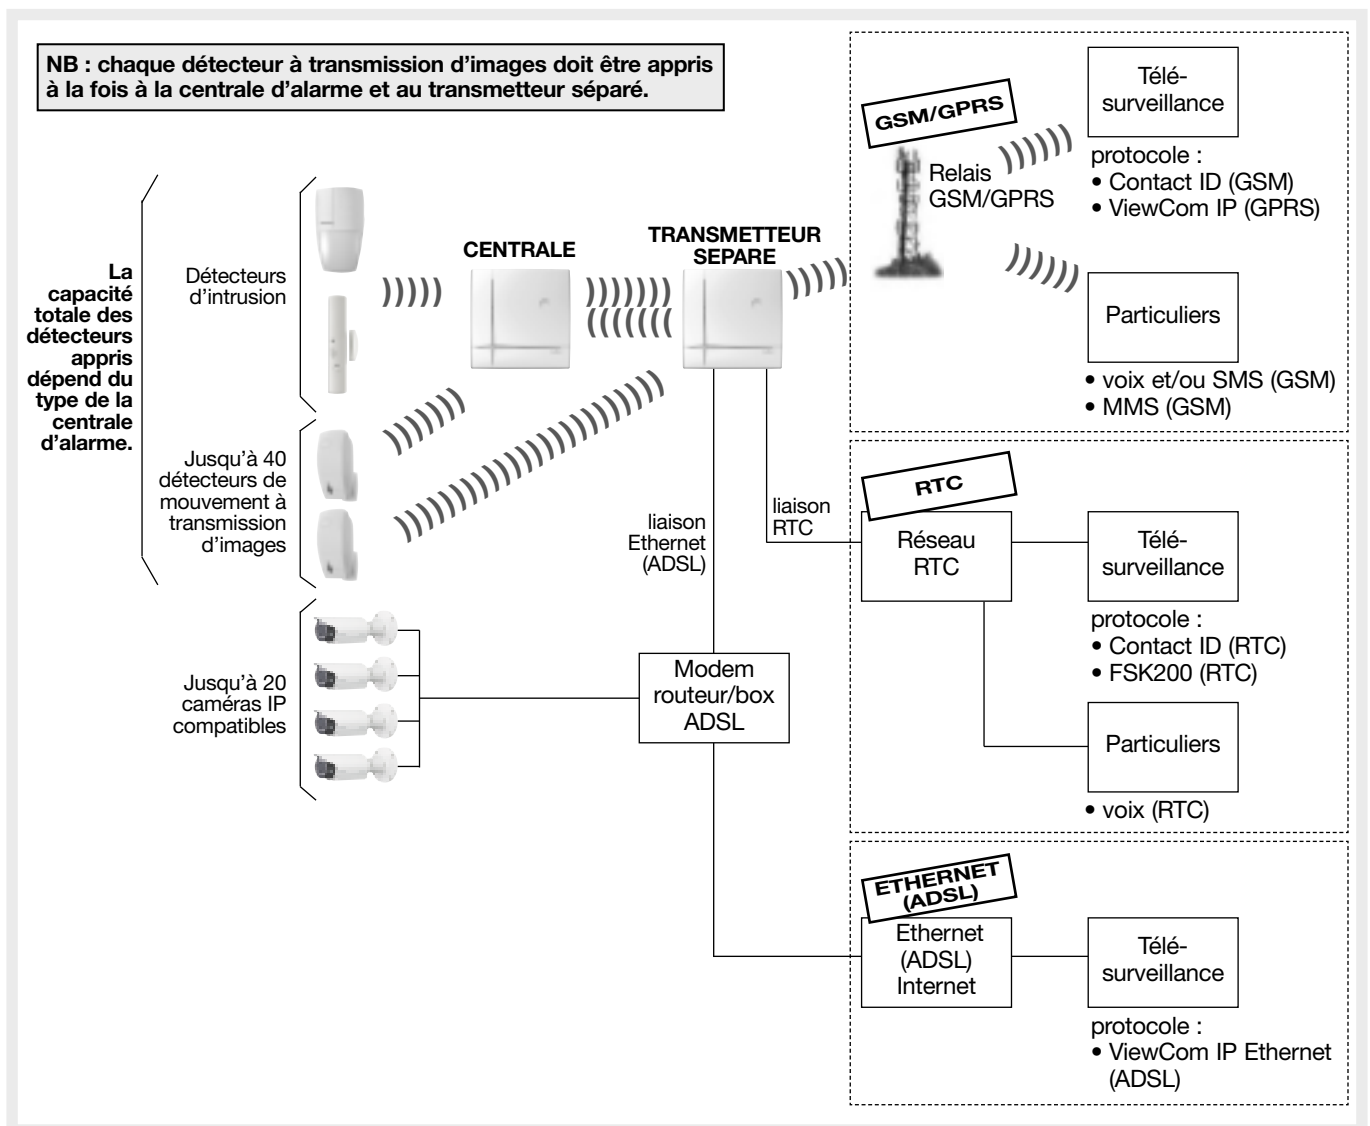 NB : chaque détecteur à transmission d'images doit être appris
à la fois à la centrale d'alarme et au transmetteur séparé.
La
capacité
totale des
détecteurs
appris
dépend du
type de la
centrale
d'alarme.
Détecteurs
d'intrusion
Jusqu'à 40
détecteurs de
mouvement à
transmission
d'images
Jusqu'à 20
caméras IP
compatibles
CENTRALE
TRANSMETTEUR
SEPARE
liaison
Ethernet
(ADSL)
liaison
RTC
Modem
routeur/box
ADSL
GSM/GPRS
Relais
GSM/GPRS
Télé-
surveillance
protocole :
• Contact ID (GSM)
• ViewCom IP (GPRS)
Particuliers
• voix et/ou SMS (GSM)
• MMS (GSM)
RTC
Réseau
RTC
Télé-
surveillance
protocole :
• Contact ID (RTC)
• FSK200 (RTC)
Particuliers
• voix (RTC)
ETHERNET
(ADSL)
Ethernet
(ADSL)
Internet
Télé-
surveillance
protocole :
• ViewCom IP Ethernet
(ADSL)